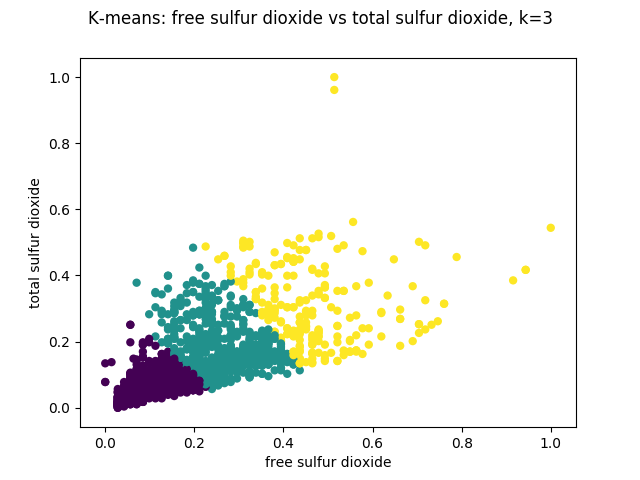 K-means: free sulfur dioxide vs total sulfur dioxide, k=3
1.0
0.8
0.6
0.4
0.2
0.0
total sulfur dioxide
0.0 0.2 0.4 0.6 0.8 1.0
free sulfur dioxide